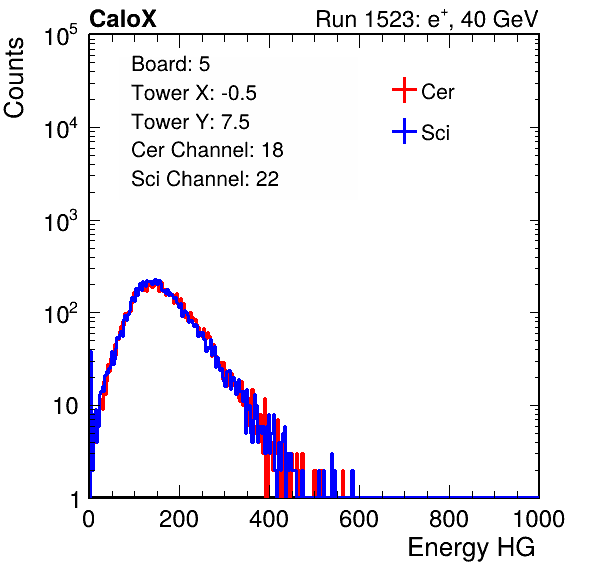 CaloX Run 1523: e⁺, 40 GeV
Counts
Board: 5
Tower X: -0.5
Tower Y: 7.5
Cer Channel: 18
Sci Channel: 22
Cer
Sci
10⁵
10⁴
10³
10²
10
1
0 200 400 600 800 1000
Energy HG